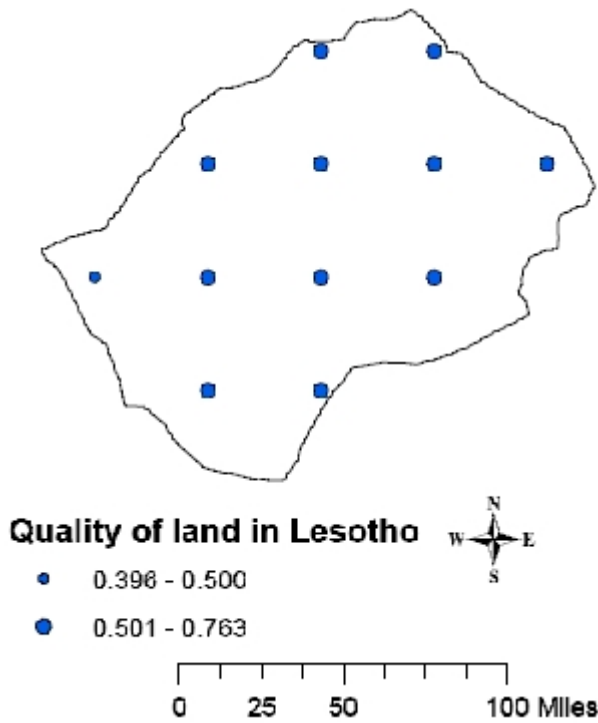 Quality of land in Lesotho
N
W E
S
0.396 - 0.500
0.501 - 0.763
0 25 50 100 Miles